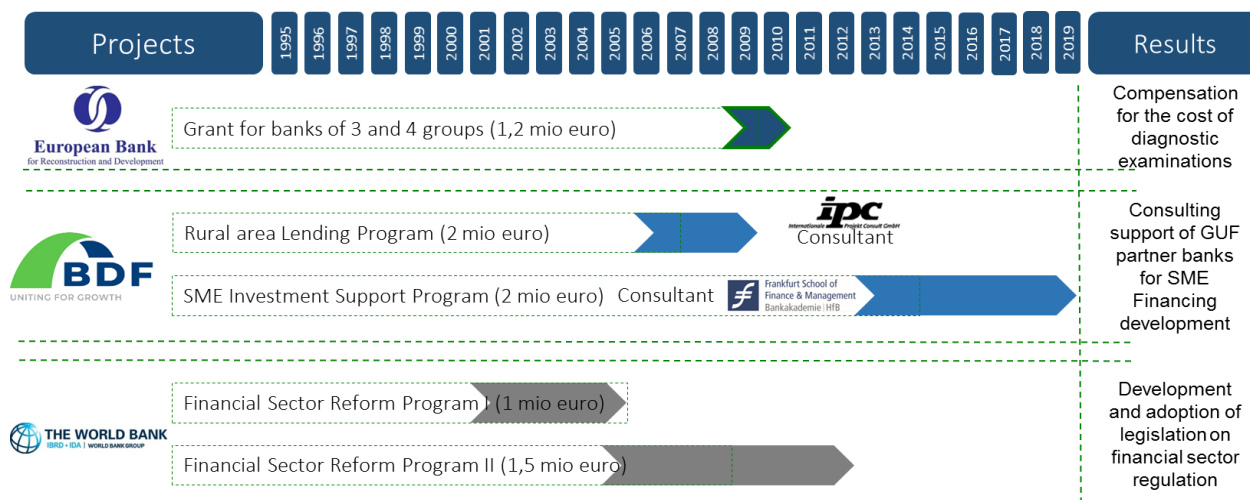 Projects
1995
1996
1997
1998
1999
2000
2001
2002
2003
2004
2005
2006
2007
2008
2009
2010
2011
2012
2013
2014
2015
2016
2017
2018
2019
Results
European Bank
for Reconstruction and Development
Grant for banks of 3 and 4 groups (1,2 mio euro)
Compensation
for the cost of
diagnostic
examinations
BDF
UNITING FOR GROWTH
Rural area Lending Program (2 mio euro)
ipc
Internationale Projekt Consult GmbH
Consultant
SME Investment Support Program (2 mio euro)
Consultant
Frankfurt School of
Finance & Management
Bankakademie | HfB
Consulting
support of GUF
partner banks
for SME
Financing
development
THE WORLD BANK
IBRD • IDA | WORLD BANK GROUP
Financial Sector Reform Program I (1 mio euro)
Financial Sector Reform Program II (1,5 mio euro)
Development
and adoption of
legislation on
financial sector
regulation